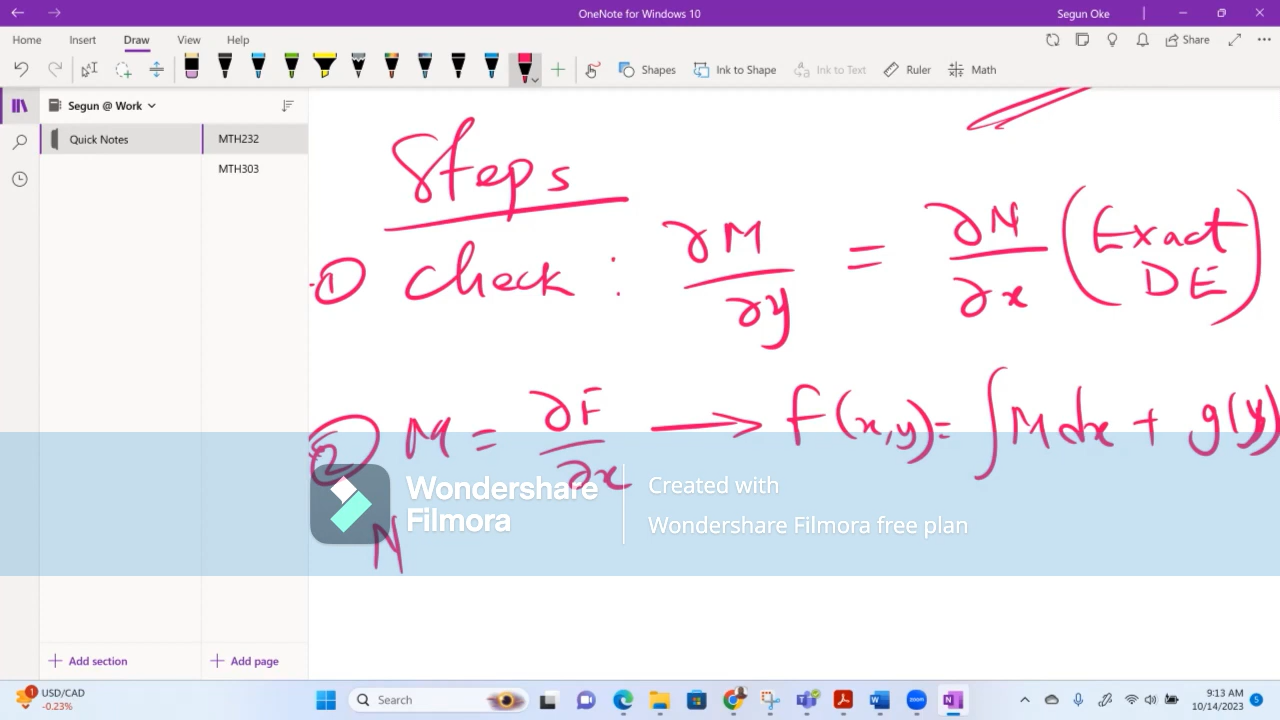 OneNote for Windows 10
Segun Oke
Home Insert Draw View Help
Share
Shapes Ink to Shape Ink to Text Ruler Math
Segun @ Work
Quick Notes
MTH232
MTH303
Steps
① Check : ∂M/∂y = ∂N/∂x (Exact DE)
② M = ∂F/∂x → f(x,y) = ∫M dx + g(y)
N
Wondershare Filmora
Created with
Wondershare Filmora free plan
Add section
Add page
1
USD/CAD
-0.23%
Search
zoom
9:13 AM
10/14/2023
5